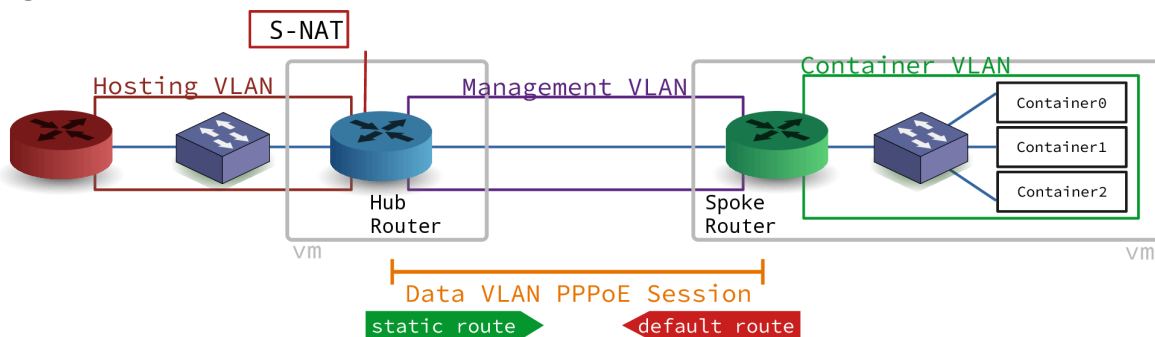 S-NAT
Hosting VLAN
Management VLAN
Container VLAN
Container0
Container1
Container2
Hub
Router
Spoke
Router
vm
vm
Data VLAN PPPoE Session
static route
default route